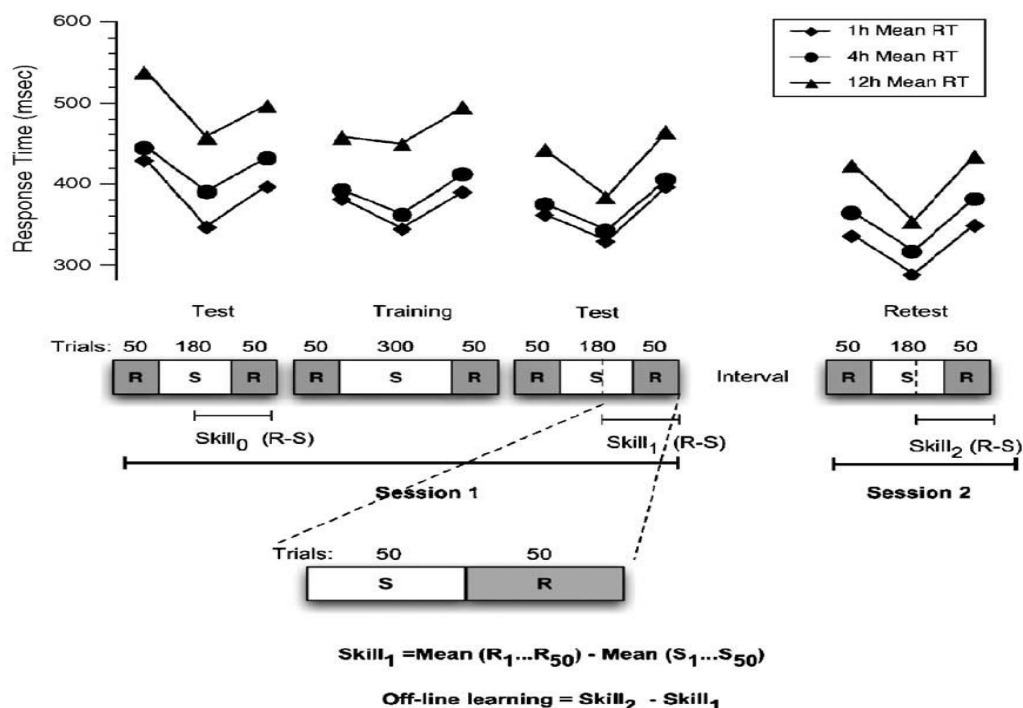 600
500
400
300
Response Time (msec)
1h Mean RT
4h Mean RT
12h Mean RT
Test Training Test Retest
Trials: 50 180 50 50 300 50 50 180 50 50 180 50
R S R R S R R S R Interval R S R
Skill0 (R-S) Skill1 (R-S) Skill2 (R-S)
Session 1 Session 2
Trials: 50 50
S R
Skill1 =Mean (R1...R50) - Mean (S1...S50)
Off-line learning = Skill2 - Skill1